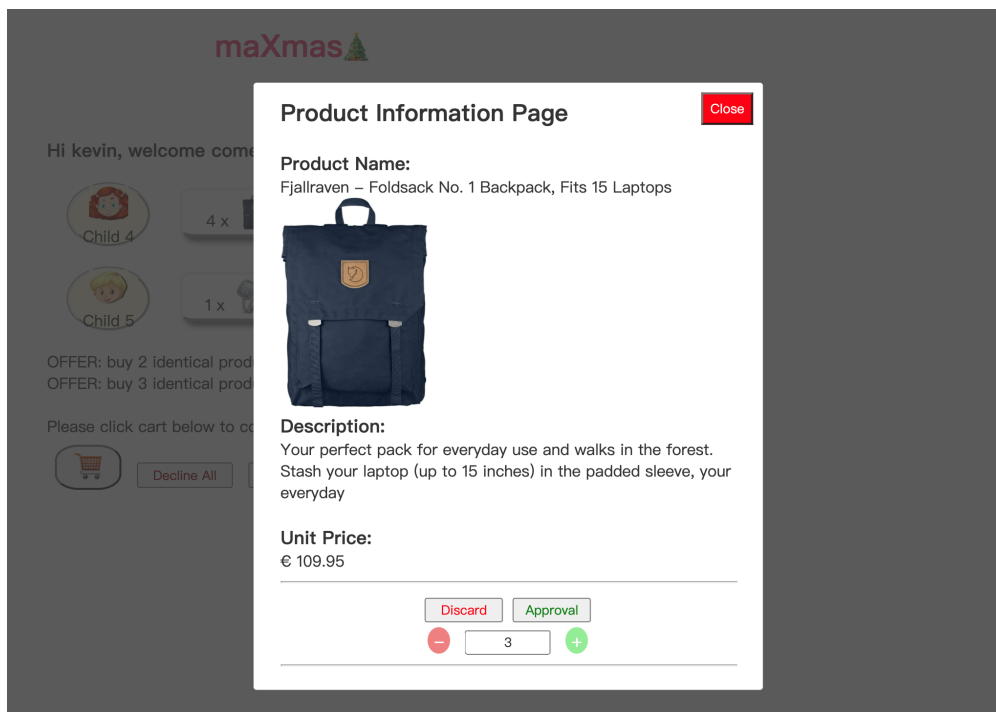 maXmas
Product Information Page
Close
Hi kevin, welcome come
Product Name:
Fjallraven – Foldsack No. 1 Backpack, Fits 15 Laptops
4 x
Child 4
1 x
Child 5
OFFER: buy 2 identical prod
OFFER: buy 3 identical prod
Description:
Please click cart below to co
Your perfect pack for everyday use and walks in the forest.
Stash your laptop (up to 15 inches) in the padded sleeve, your
everyday
Decline All
Unit Price:
€ 109.95
Discard
Approval
–
3
+